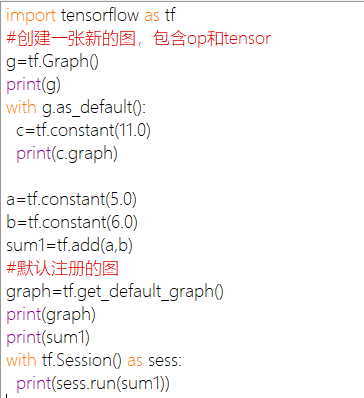 import tensorflow as tf
#创建一张新的图，包含op和tensor
g=tf.Graph()
print(g)
with g.as_default():
  c=tf.constant(11.0)
  print(c.graph)

a=tf.constant(5.0)
b=tf.constant(6.0)
sum1=tf.add(a,b)
#默认注册的图
graph=tf.get_default_graph()
print(graph)
print(sum1)
with tf.Session() as sess:
  print(sess.run(sum1))